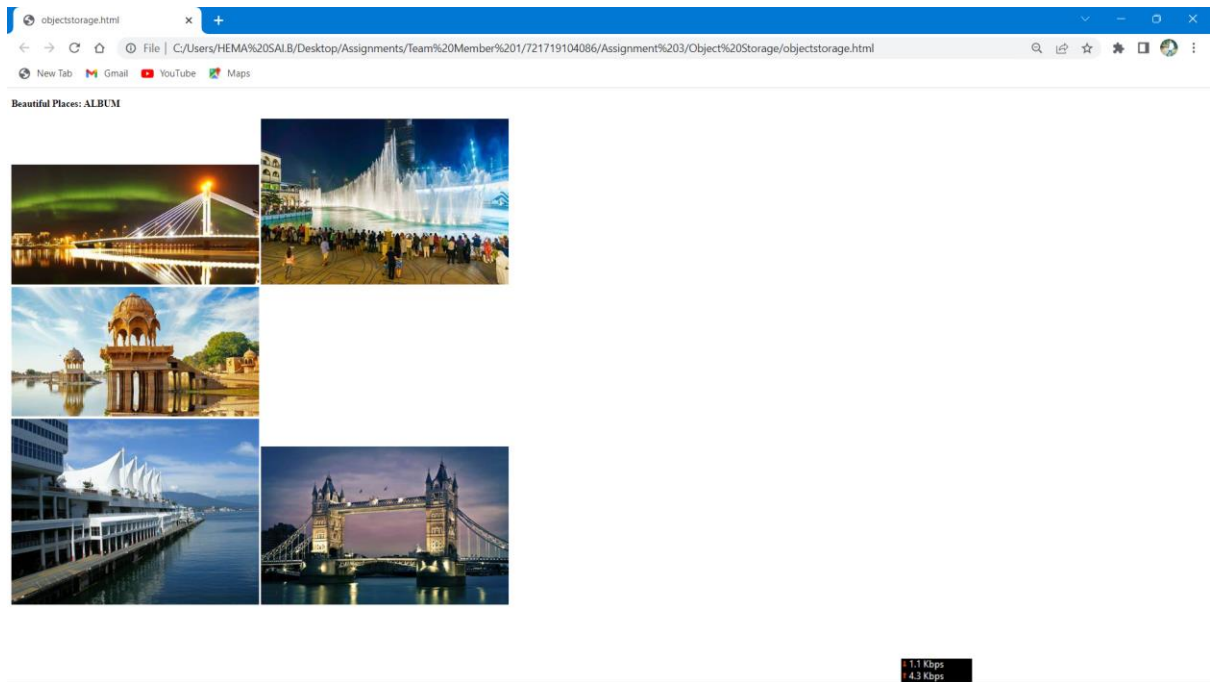 objectstorage.html
File | C:/Users/HEMA%20SAI.B/Desktop/Assignments/Team%20Member%201/721719104086/Assignment%203/Object%20Storage/objectstorage.html
New Tab Gmail YouTube Maps
Beautiful Places: ALBUM
1.1 Kbps
4.3 Kbps